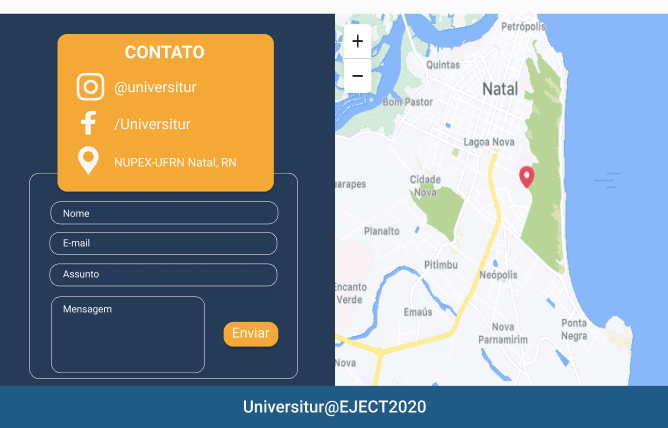 CONTATO
@universitur
/Universitur
NUPEX-UFRN Natal, RN
Nome
E-mail
Assunto
Mensagem
Enviar
+
−
Petrópolis
Quintas
Natal
Bom Pastor
Lagoa Nova
Cidade
Nova
uarapes
Planalto
Pitimbu
Neópolis
Encanto
Verde
Emaús
Nova
Parnamirim
Ponta
Negra
Nova
Universitur@EJECT2020